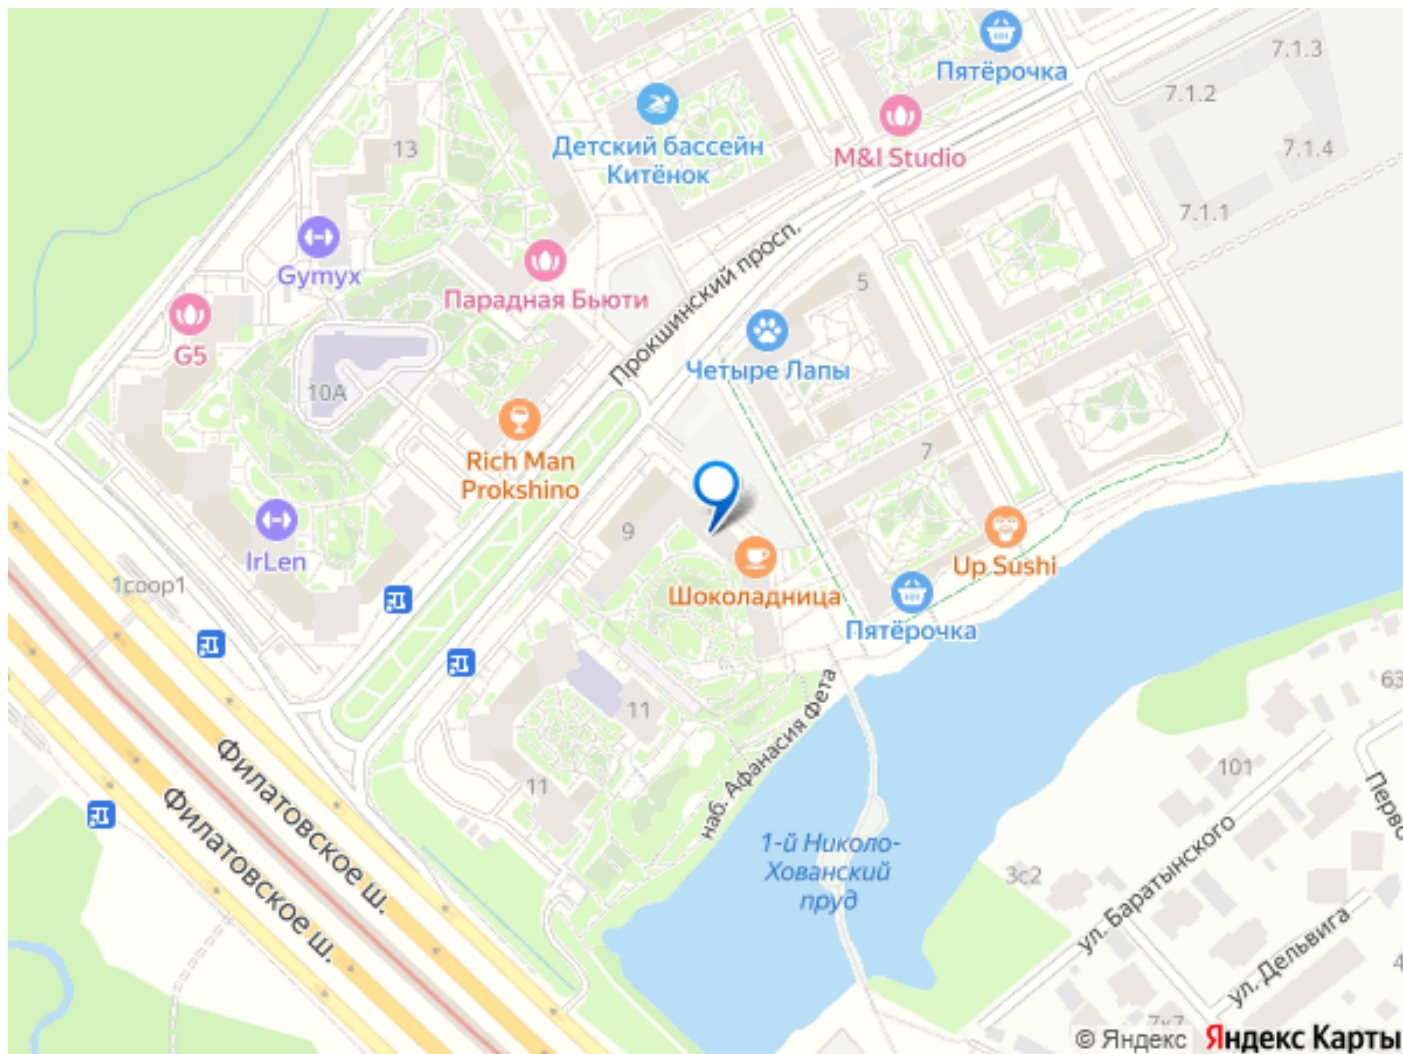 7.1.3
Пятёрочка
7.1.2
13
Детский бассейн
Китёнок
M&I Studio
7.1.4
7.1.1
Gymyx
Парадная Бьюти
Прокшинский просп.
5
G5
Четыре Лапы
10А
Rich Man
Prokshino
7
9
IrLen
Up Sushi
1соор1
Шоколадница
Пятёрочка
наб. Афанасия Фета
63
11
11
101
Филатовское ш.
Филатовское ш.
1-й Николо-
Хованский
пруд
3с2
ул. Баратынского
Перво
ул. Дельвига
4
7к7
© Яндекс Яндекс Карты